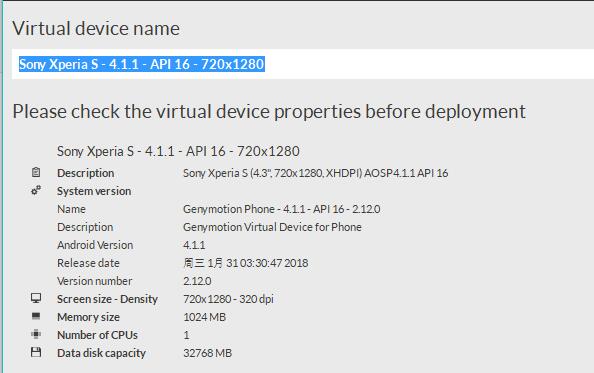 Virtual device name
Sony Xperia S - 4.1.1 - API 16 - 720x1280
Please check the virtual device properties before deployment
Sony Xperia S - 4.1.1 - API 16 - 720x1280
Description Sony Xperia S (4.3", 720x1280, XHDPI) AOSP4.1.1 API 16
System version
Name Genymotion Phone - 4.1.1 - API 16 - 2.12.0
Description Genymotion Virtual Device for Phone
Android Version 4.1.1
Release date 周三 1月 31 03:30:47 2018
Version number 2.12.0
Screen size - Density 720x1280 - 320 dpi
Memory size 1024 MB
Number of CPUs 1
Data disk capacity 32768 MB